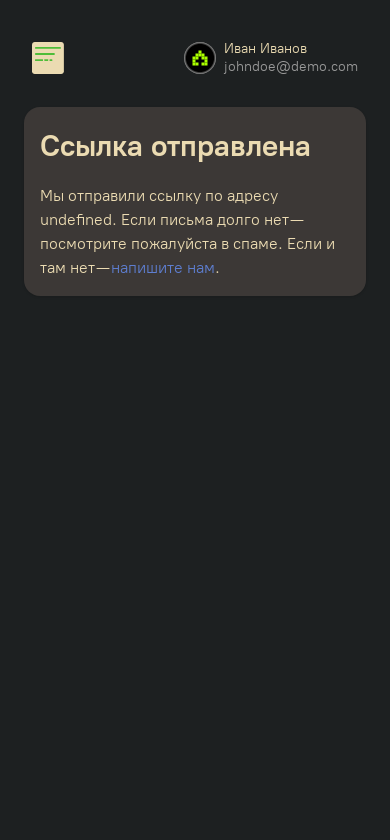 Иван Иванов
johndoe@demo.com
Ссылка отправлена
Мы отправили ссылку по адресу
undefined. Если письма долго нет—
посмотрите пожалуйста в спаме. Если и
там нет—напишите нам.